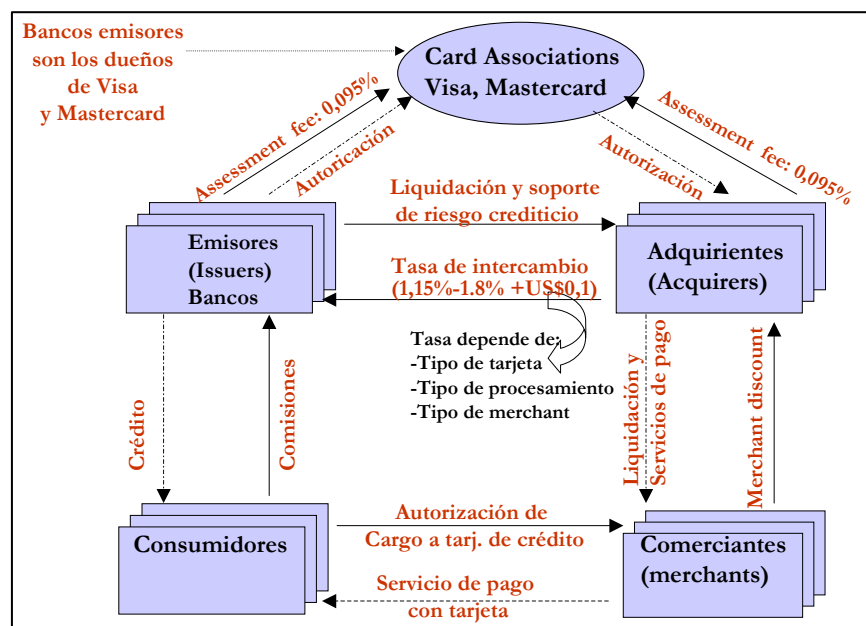 Bancos emisores
son los dueños
de Visa
y Mastercard
Card Associations
Visa, Mastercard
Assessment fee: 0,095%
Autoricación
Autorización
Assessment fee: 0,095%
Liquidación y soporte
de riesgo crediticio
Emisores
(Issuers)
Bancos
Adquirientes
(Acquirers)
Tasa de intercambio
(1,15%-1.8% +US$0,1)
Tasa depende de:
-Tipo de tarjeta
-Tipo de procesamiento
-Tipo de merchant
Crédito
Comisiones
Liquidación y
Servicios de pago
Merchant discount
Consumidores
Autorización de
Cargo a tarj. de crédito
Comerciantes
(merchants)
Servicio de pago
con tarjeta